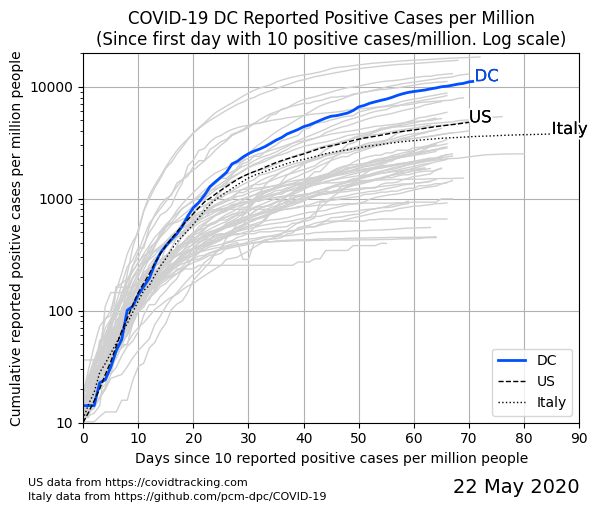 COVID-19 DC Reported Positive Cases per Million
(Since first day with 10 positive cases/million. Log scale)
Cumulative reported positive cases per million people
10000
1000
100
10
DC
US
Italy
DC
US
Italy
0 10 20 30 40 50 60 70 80 90
Days since 10 reported positive cases per million people
US data from https://covidtracking.com
Italy data from https://github.com/pcm-dpc/COVID-19
22 May 2020